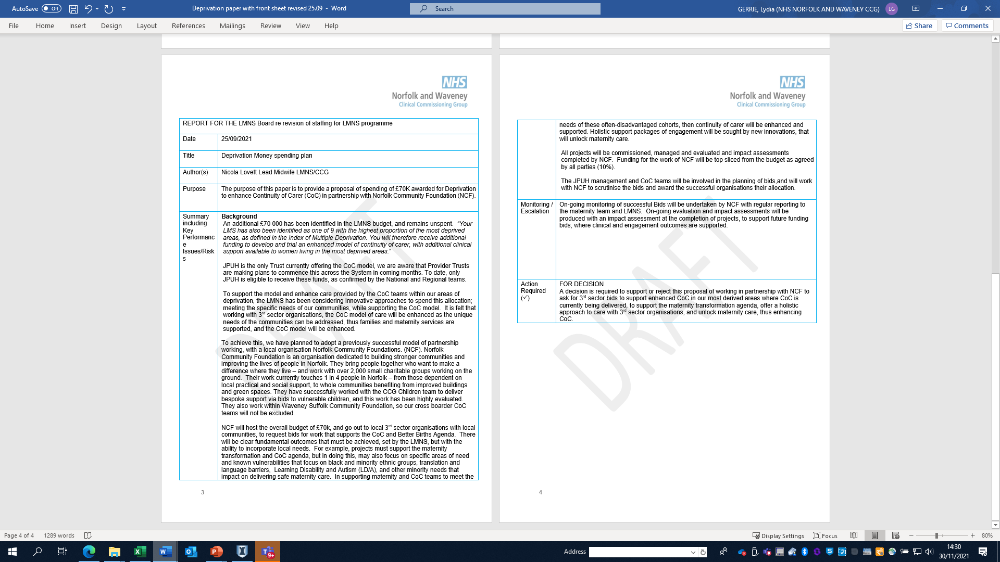 AutoSave Off
Deprivation paper with front sheet revised 25.09 - Word
Search
GERRIE, Lydia (NHS NORFOLK AND WAVENEY CCG)
LG
File Home Insert Design Layout References Mailings Review View Help
Share Comments
NHS
Norfolk and Waveney
Clinical Commissioning Group
REPORT FOR THE LMNS Board re revision of staffing for LMNS programme
Date 25/09/2021
Title Deprivation Money spending plan
Author(s) Nicola Lovett Lead Midwife LMNS/CCG
Purpose The purpose of this paper is to provide a proposal of spending of £70K awarded for Deprivation
to enhance Continuity of Carer (CoC) in partnership with Norfolk Community Foundation (NCF).
Summary
including
Key
Performanc
e
Issues/Risk
s
Background
An additional £70 000 has been identified in the LMNS budget, and remains unspent. "Your
LMS has also been identified as one of 9 with the highest proportion of the most deprived
areas, as defined in the Index of Multiple Deprivation. You will therefore receive additional
funding to develop and trial an enhanced model of continuity of carer, with additional clinical
support available to women living in the most deprived areas."
JPUH is the only Trust currently offering the CoC model, we are aware that Provider Trusts
are making plans to commence this across the System in coming months. To date, only
JPUH is eligible to receive these funds, as confirmed by the National and Regional teams.
To support the model and enhance care provided by the CoC teams within our areas of
deprivation, the LMNS has been considering innovative approaches to spend this allocation;
meeting the specific needs of our communities, while supporting the CoC model. It is felt that
working with 3rd sector organisations, the CoC model of care will be enhanced as the unique
needs of the communities can be addressed, thus families and maternity services are
supported, and the CoC model will be enhanced.
To achieve this, we have planned to adopt a previously successful model of partnership
working, with a local organisation Norfolk Community Foundations. (NCF). Norfolk
Community Foundation is an organisation dedicated to building stronger communities and
improving the lives of people in Norfolk. They bring people together who want to make a
difference where they live – and work with over 2,000 small charitable groups working on the
ground. Their work currently touches 1 in 4 people in Norfolk – from those dependent on
local practical and social support, to whole communities benefiting from improved buildings
and green spaces. They have successfully worked with the CCG Children team to deliver
bespoke support via bids to vulnerable children, and this work has been highly evaluated.
They also work within Waveney Suffolk Community Foundation, so our cross boarder CoC
teams will not be excluded.
NCF will host the overall budget of £70k, and go out to local 3rd sector organisations with local
communities, to request bids for work that supports the CoC and Better Births Agenda. There
will be clear fundamental outcomes that must be achieved, set by the LMNS, but with the
ability to incorporate local needs. For example, projects must support the maternity
transformation and CoC agenda, but in doing this, may also focus on specific areas of need
and known vulnerabilities that focus on black and minority ethnic groups, translation and
language barriers, Learning Disability and Autism (LD/A), and other minority needs that
impact on delivering safe maternity care. In supporting maternity and CoC teams to meet the
DRAFT
3
NHS
Norfolk and Waveney
Clinical Commissioning Group
needs of these often-disadvantaged cohorts, then continuity of carer will be enhanced and
supported. Holistic support packages of engagement will be sought by new innovations, that
will unlock maternity care.
All projects will be commissioned, managed and evaluated and impact assessments
completed by NCF. Funding for the work of NCF will be top sliced from the budget as agreed
by all parties (10%).
The JPUH management and CoC teams will be involved in the planning of bids,and will work
with NCF to scrutinise the bids and award the successful organisations their allocation.
Monitoring /
Escalation
On-going monitoring of successful Bids will be undertaken by NCF with regular reporting to
the maternity team and LMNS. On-going evaluation and impact assessments will be
produced with an impact assessment at the completion of projects, to support future funding
bids, where clinical and engagement outcomes are supported.
Action
Required
(✓)
FOR DECISION
A decision is required to support or reject this proposal of working in partnership with NCF to
ask for 3rd sector bids to support enhanced CoC in our most derived areas where CoC is
currently being delivered, to support the maternity transformation agenda, offer a holistic
approach to care with 3rd sector organisations, and unlock maternity care, thus enhancing
CoC.
DRAFT
4
Page 4 of 4 1289 words
Display Settings Focus 80%
Address
9+
14:30
30/11/2021